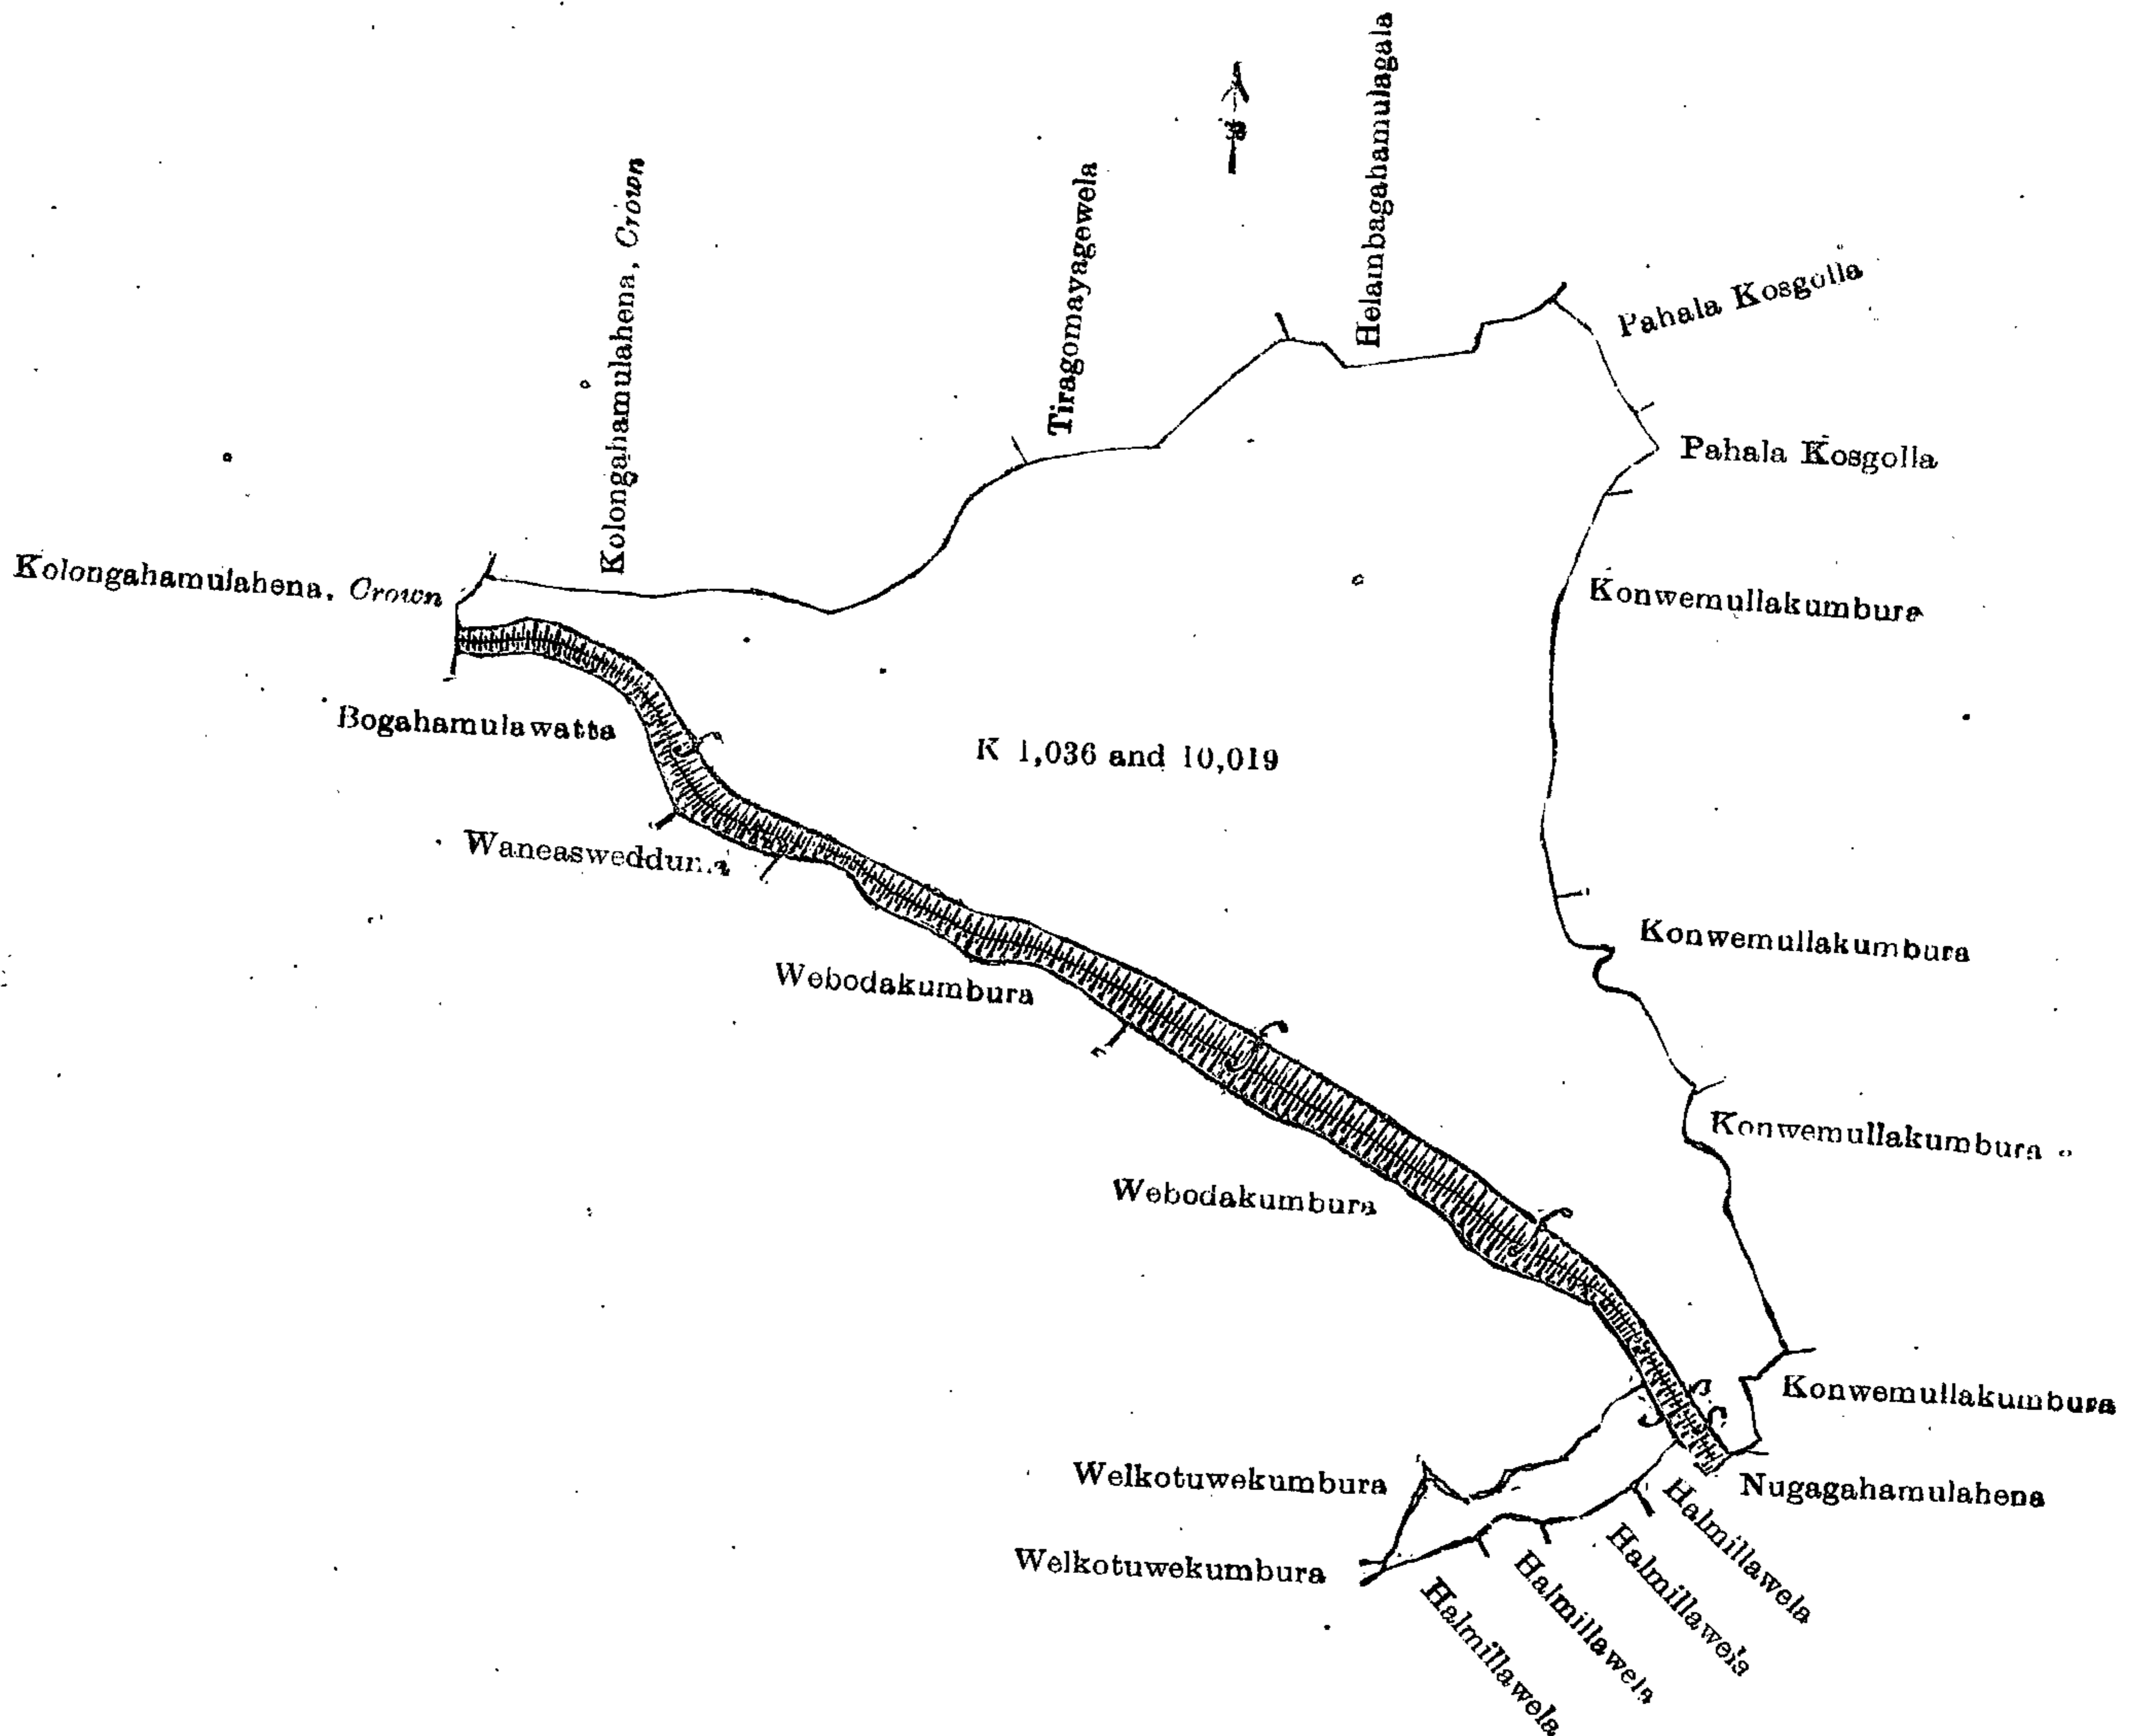 Helambagahamulagala
Kolongahamulahena, Crown
Tiragomayagewela
Pahala Kosgolla
Pahala Kosgolla
Kolongahamulahena, Crown
Konwemullakumbura
Bogahamulawatta
K 1,036 and 10,019
Waneaswedduma
Konwemullakumbura
Webodakumbura
Konwemullakumbura
Webodakumbura
Konwemullakumbura
Welkotuwekumbura
Nugagahamulahena
Halmillawela
Halmillawela
Welkotuwekumbura
Halmillawela
Halmillawela